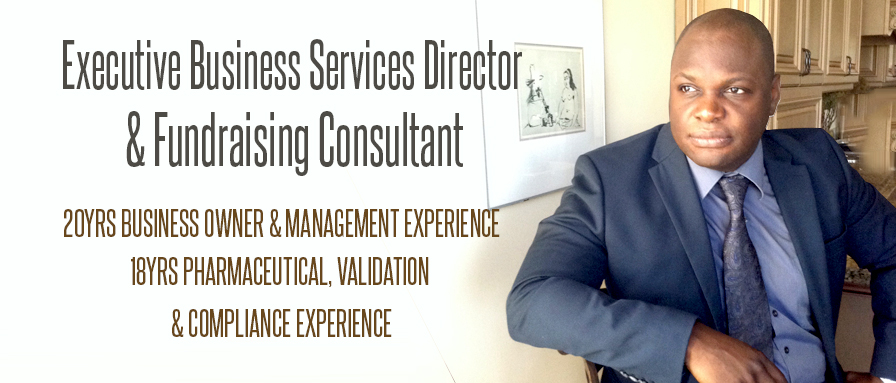 Executive Business Services Director
& Fundraising Consultant
20YRS BUSINESS OWNER & MANAGEMENT EXPERIENCE
18YRS PHARMACEUTICAL, VALIDATION
& COMPLIANCE EXPERIENCE